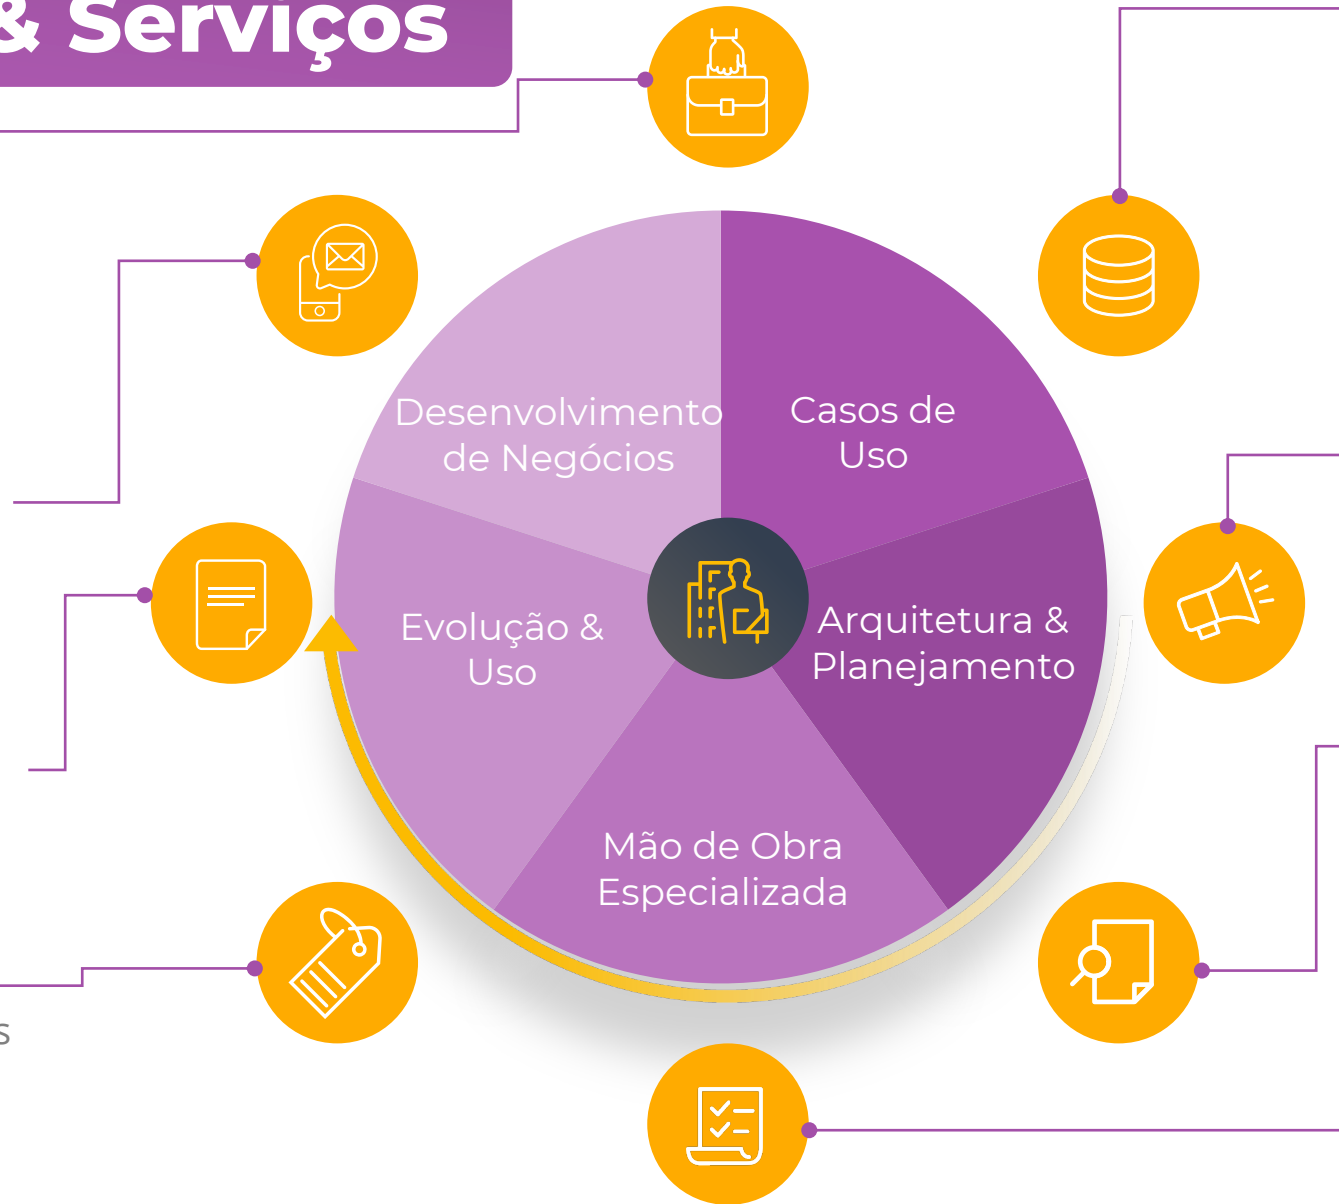 & Serviços
Desenvolvimento
de Negócios
Casos de
Uso
Evolução &
Uso
Arquitetura &
Planejamento
Mão de Obra
Especializada
s